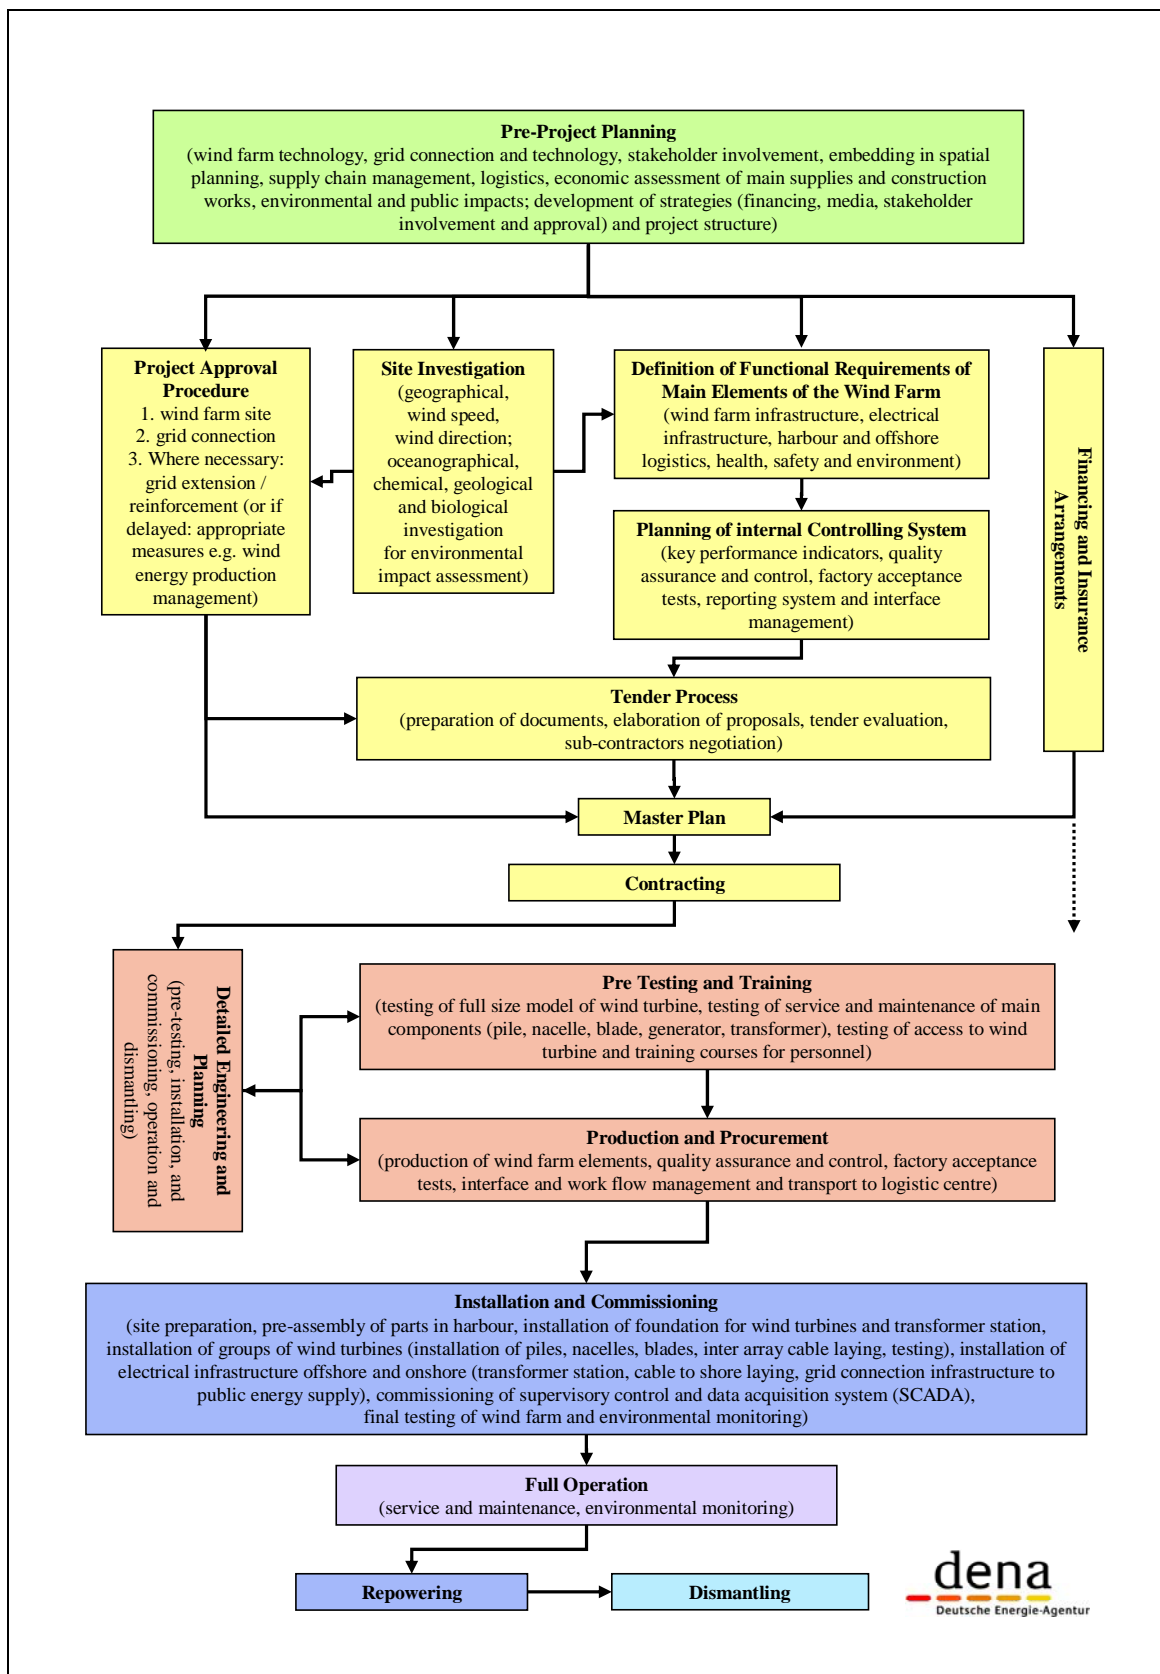 Pre-Project Planning
(wind farm technology, grid connection and technology, stakeholder involvement, embedding in spatial
planning, supply chain management, logistics, economic assessment of main supplies and construction
works, environmental and public impacts; development of strategies (financing, media, stakeholder
involvement and approval) and project structure)
Project Approval
Procedure
1. wind farm site
2. grid connection
3. Where necessary:
grid extension /
reinforcement (or if
delayed: appropriate
measures e.g. wind
energy production
management)
Site Investigation
(geographical,
wind speed,
wind direction;
oceanographical,
chemical, geological
and biological
investigation
for environmental
impact assessment)
Definition of Functional Requirements of
Main Elements of the Wind Farm
(wind farm infrastructure, electrical
infrastructure, harbour and offshore
logistics, health, safety and environment)
Planning of internal Controlling System
(key performance indicators, quality
assurance and control, factory acceptance
tests, reporting system and interface
management)
Financing and Insurance
Arrangements
Tender Process
(preparation of documents, elaboration of proposals, tender evaluation,
sub-contractors negotiation)
Master Plan
Contracting
Detailed Engineering and
Planning
(pre-testing, installation, and
commissioning, operation and
dismantling)
Pre Testing and Training
(testing of full size model of wind turbine, testing of service and maintenance of main
components (pile, nacelle, blade, generator, transformer), testing of access to wind
turbine and training courses for personnel)
Production and Procurement
(production of wind farm elements, quality assurance and control, factory acceptance
tests, interface and work flow management and transport to logistic centre)
Installation and Commissioning
(site preparation, pre-assembly of parts in harbour, installation of foundation for wind turbines and transformer station,
installation of groups of wind turbines (installation of piles, nacelles, blades, inter array cable laying, testing), installation of
electrical infrastructure offshore and onshore (transformer station, cable to shore laying, grid connection infrastructure to
public energy supply), commissioning of supervisory control and data acquisition system (SCADA),
final testing of wind farm and environmental monitoring)
Full Operation
(service and maintenance, environmental monitoring)
Repowering
Dismantling
dena
Deutsche Energie-Agentur